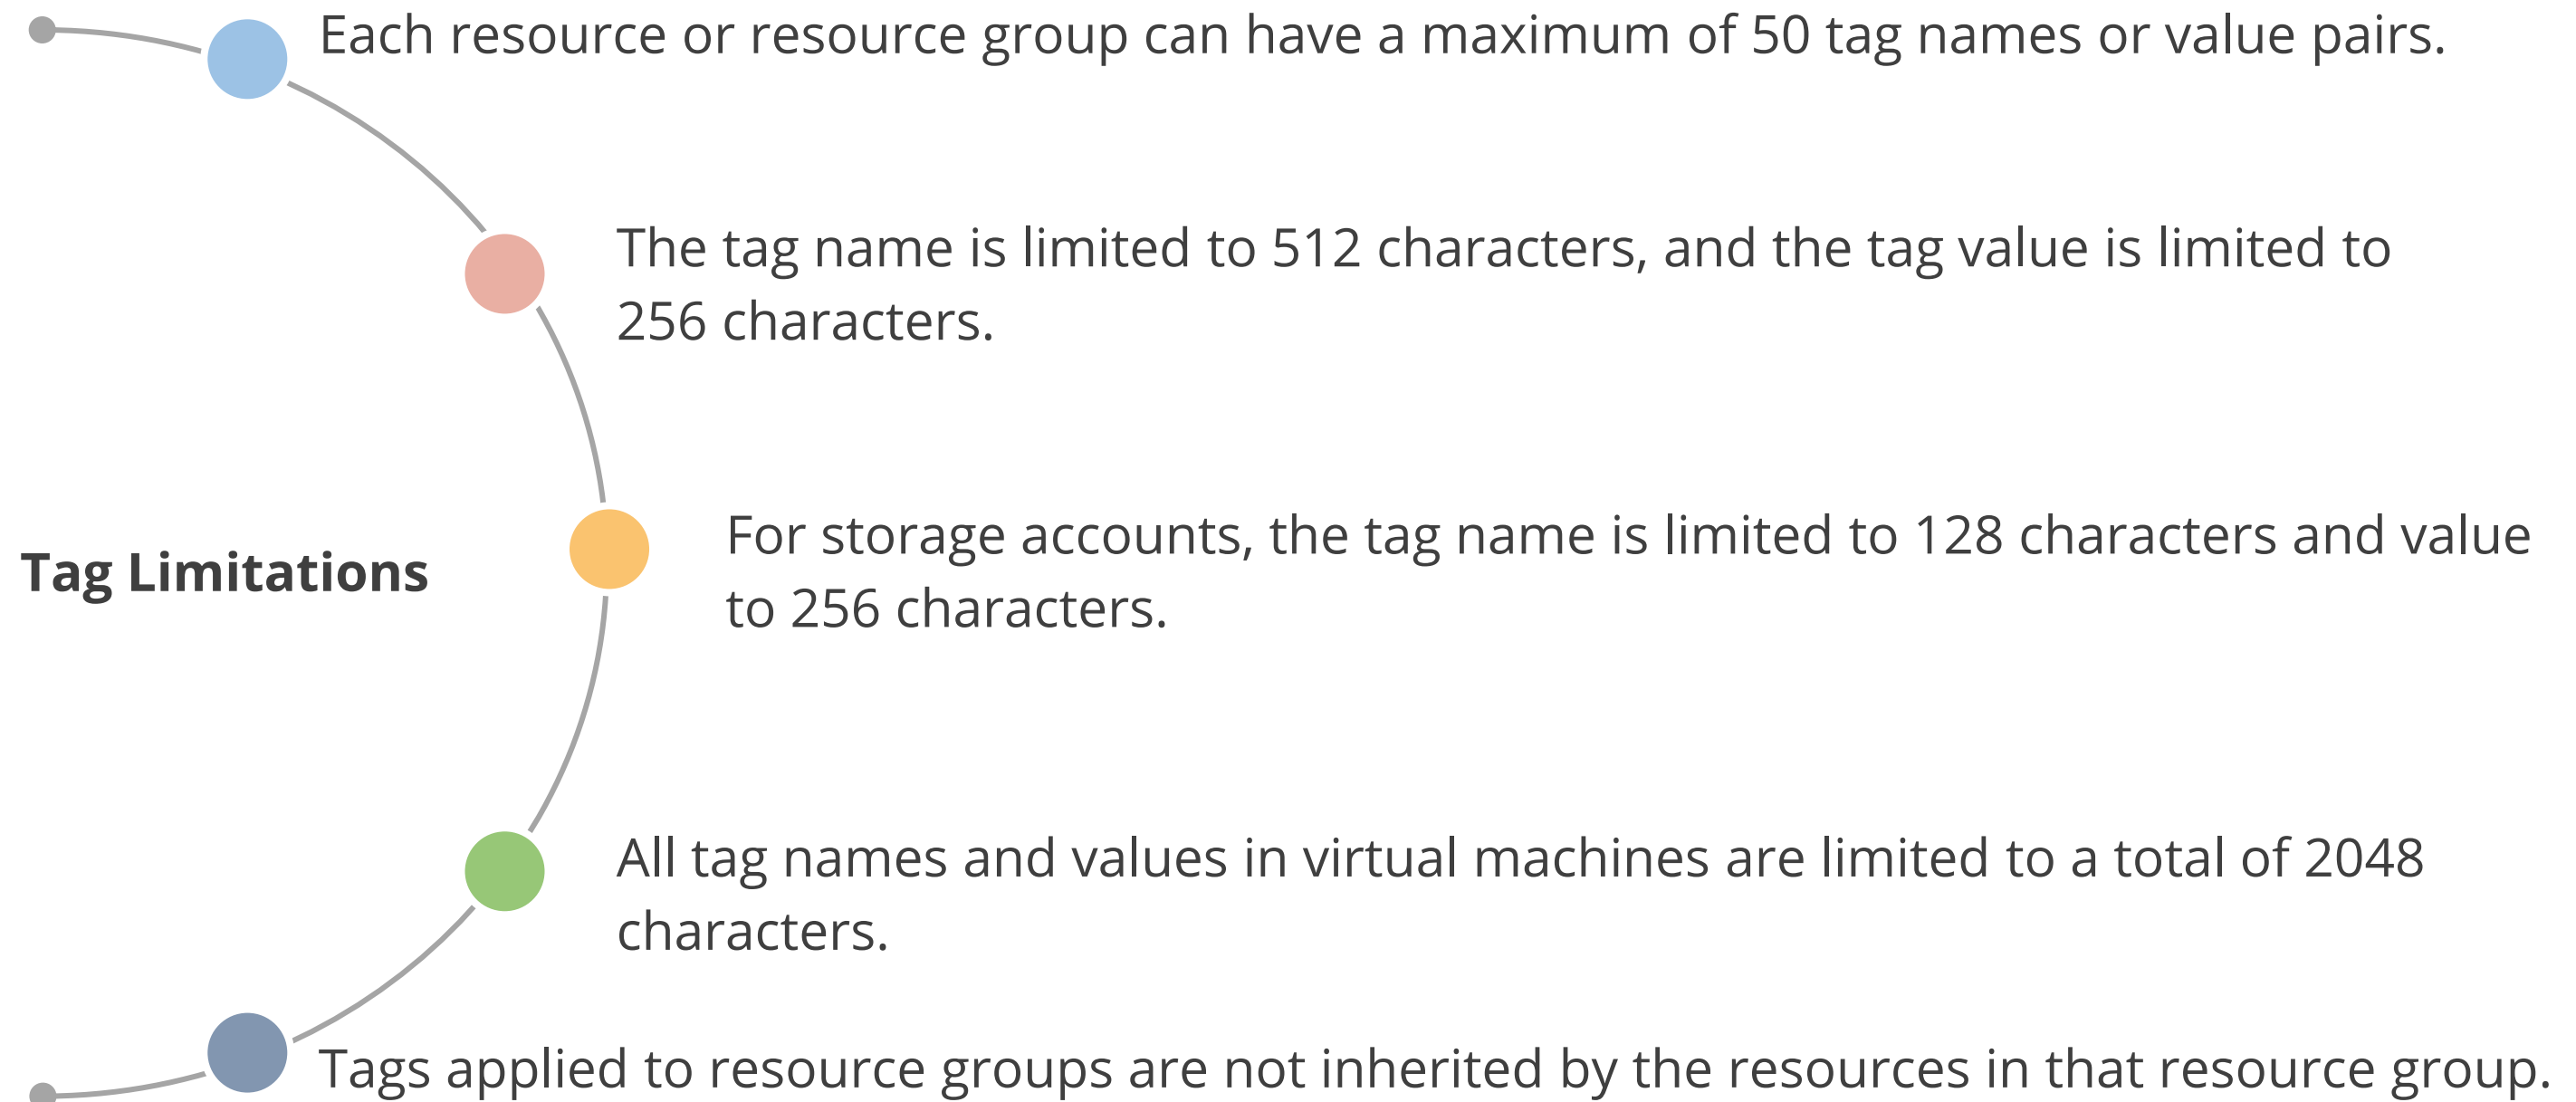 Each resource or resource group can have a maximum of 50 tag names or value pairs.
The tag name is limited to 512 characters, and the tag value is limited to
256 characters.
For storage accounts, the tag name is limited to 128 characters and value
to 256 characters.
Tag Limitations
All tag names and values in virtual machines are limited to a total of 2048
characters.
Tags applied to resource groups are not inherited by the resources in that resource group.